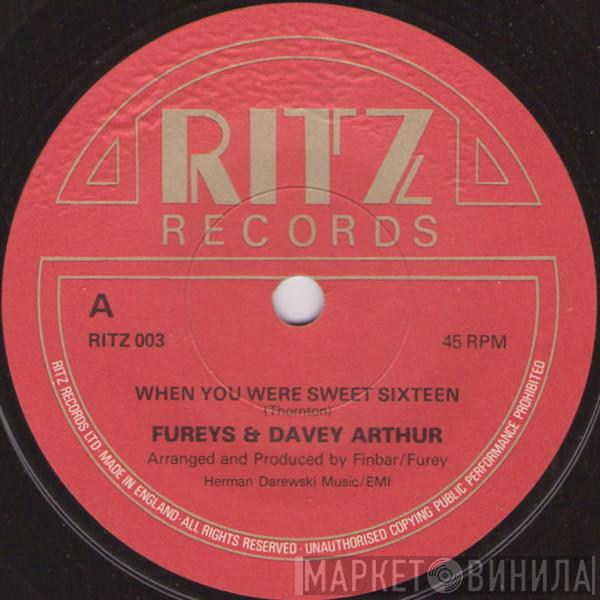 RITZ
RECORDS
A
RITZ 003
45 RPM
WHEN YOU WERE SWEET SIXTEEN
(Thornton)
FUREYS & DAVEY ARTHUR
Arranged and Produced by Finbar/Furey
Herman Darewski Music/EMI
RITZ RECORDS LTD · MADE IN ENGLAND · ALL RIGHTS RESERVED · UNAUTHORISED COPYING PUBLIC PERFORMANCE PROHIBITED
МАРКЕТ ВИНИЛА